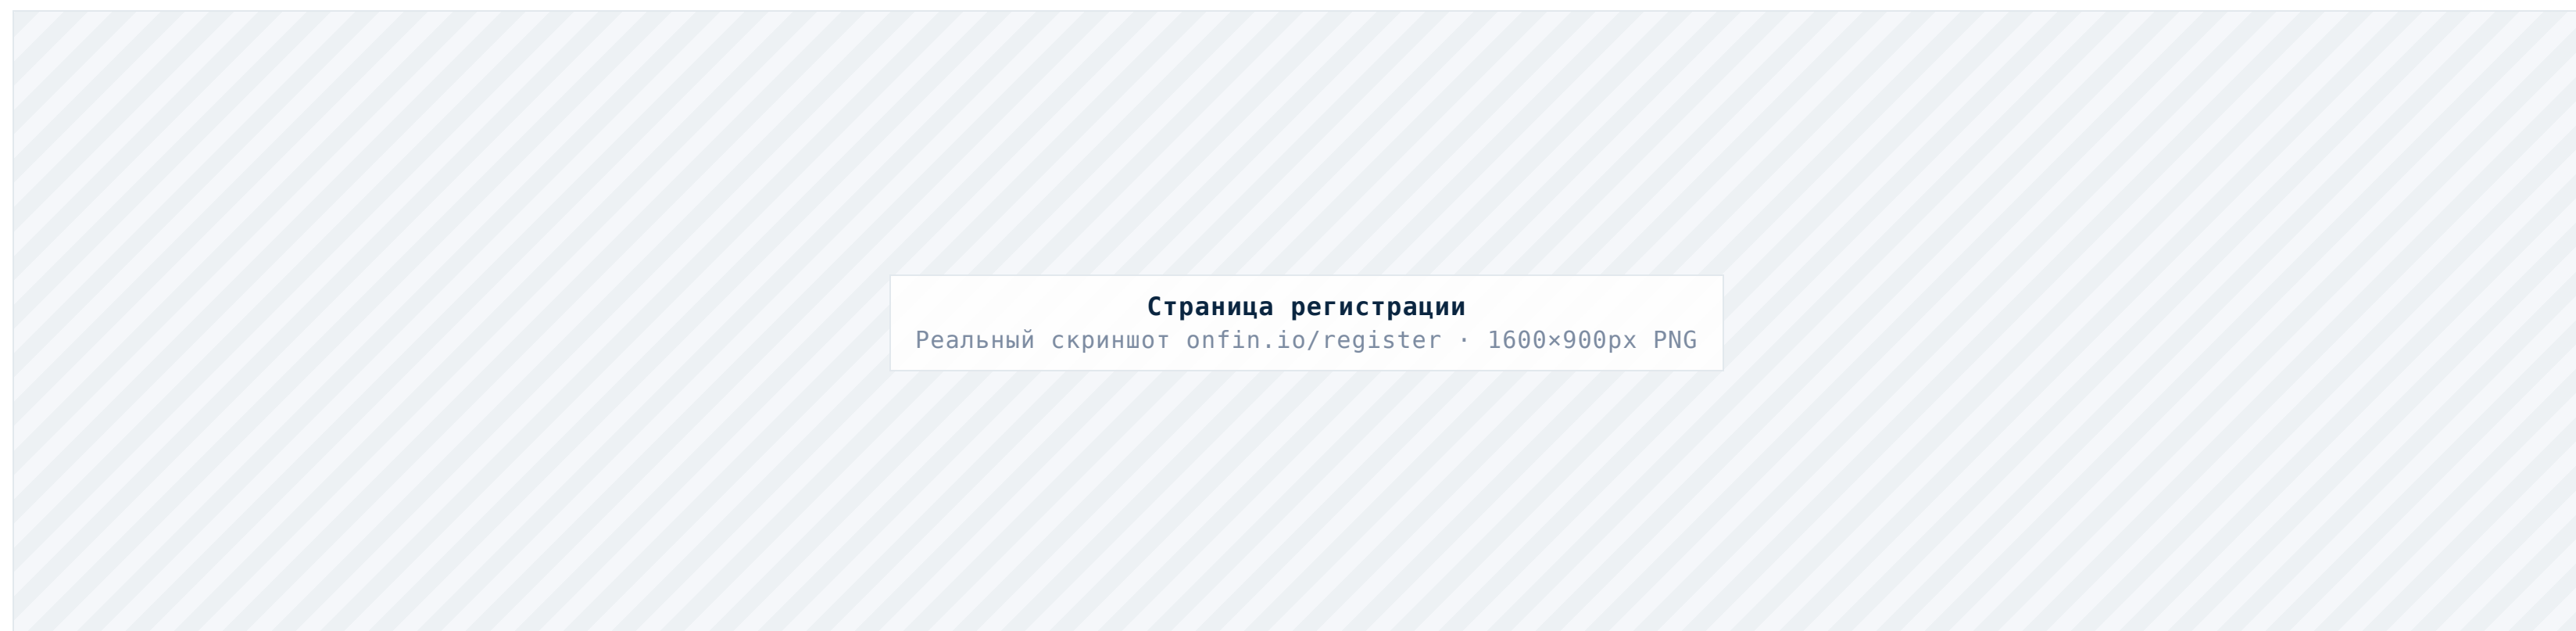 Страница регистрации
Реальный скриншот onfin.io/register · 1600×900px PNG